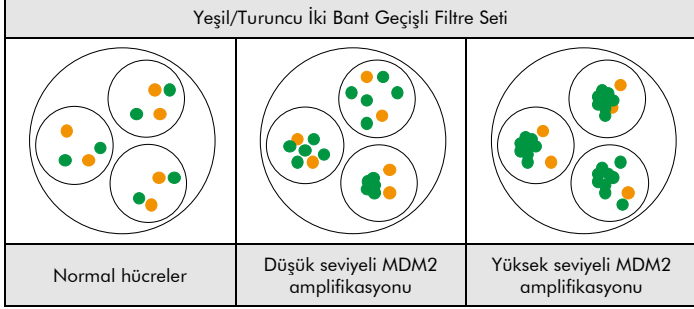 Yeşil/Turuncu İki Bant Geçişli Filtre Seti
Normal hücreler
Düşük seviyeli MDM2
amplifikasyonu
Yüksek seviyeli MDM2
amplifikasyonu